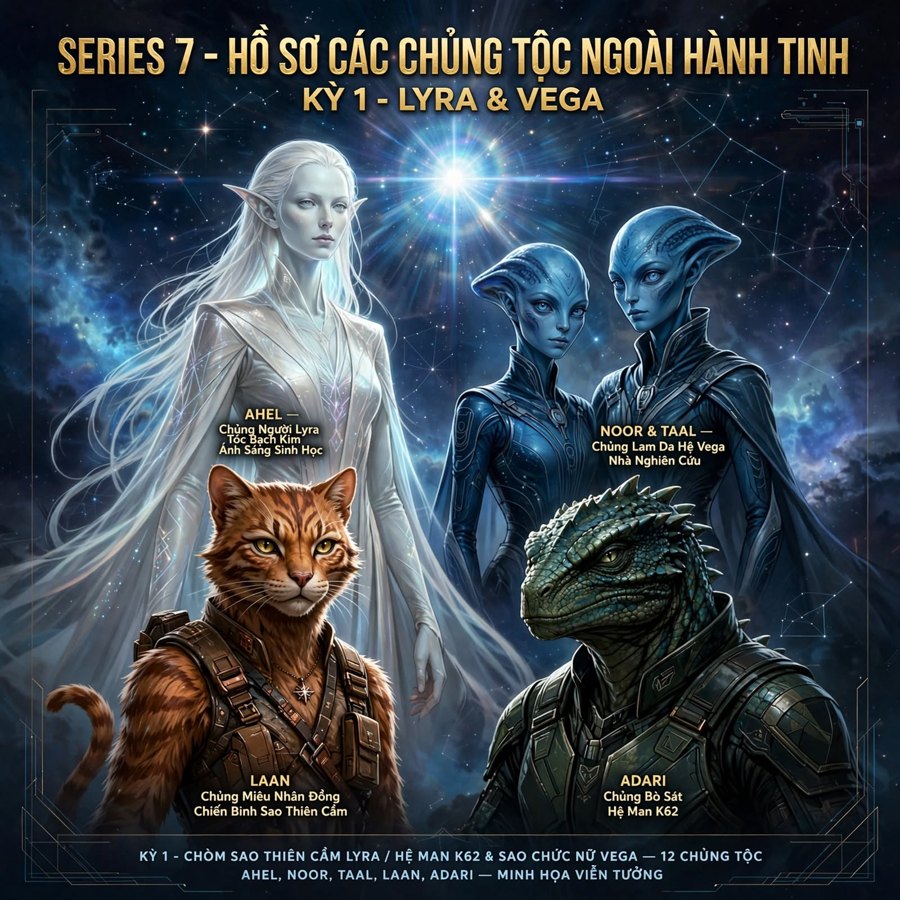 SERIES 7 - HỒ SƠ CÁC CHỦNG TỘC NGOÀI HÀNH TINH
KỲ 1 - LYRA & VEGA
AHEL —
Chủng Người Lyra
Tóc Bạch Kim
Ánh Sáng Sinh Học
NOOR & TAAL —
Chủng Lam Da Hệ Vega
Nhà Nghiên Cứu
LAAN
Chủng Miêu Nhân Đồng
Chiến Binh Sao Thiên Cầm
ADARI
Chủng Bò Sát
Hệ Man K62
KỲ 1 - CHÒM SAO THIÊN CẦM LYRA / HỆ MAN K62 & SAO CHỨC NỮ VEGA — 12 CHỦNG TỘC
AHEL, NOOR, TAAL, LAAN, ADARI — MINH HỌA VIỄN TƯỞNG